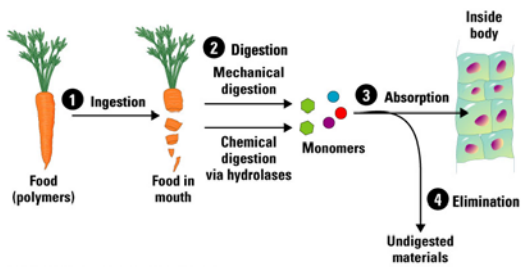 1 Ingestion
Food
(polymers)
Food in
mouth
2 Digestion
Mechanical
digestion
Chemical
digestion
via hydrolases
Monomers
3 Absorption
Inside
body
4 Elimination
Undigested
materials